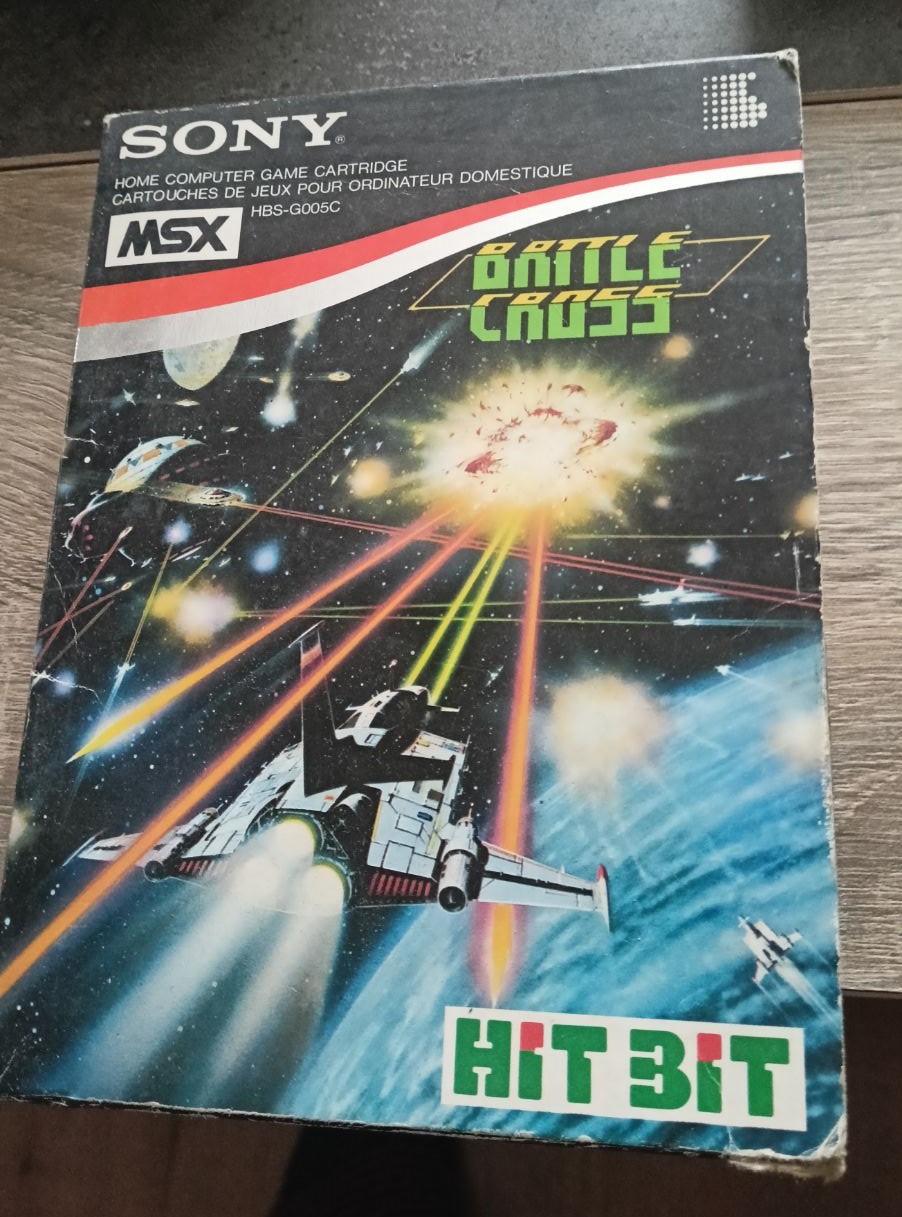 SONY®
HOME COMPUTER GAME CARTRIDGE
CARTOUCHES DE JEUX POUR ORDINATEUR DOMESTIQUE
MSX HBS-G005C
BATTLE
CROSS
HIT BIT